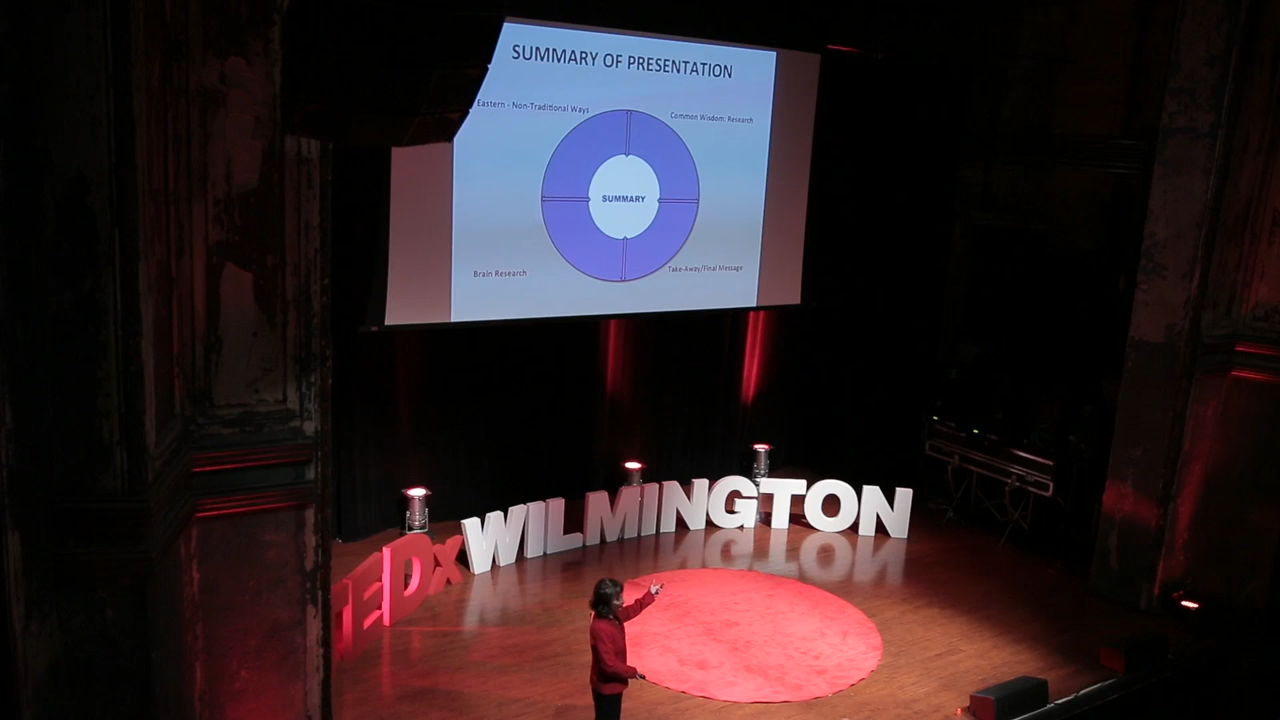 SUMMARY OF PRESENTATION
Eastern - Non-Traditional Ways
Common Wisdom: Research
SUMMARY
Brain Research
Take-Away/Final Message
TEDx WILMINGTON